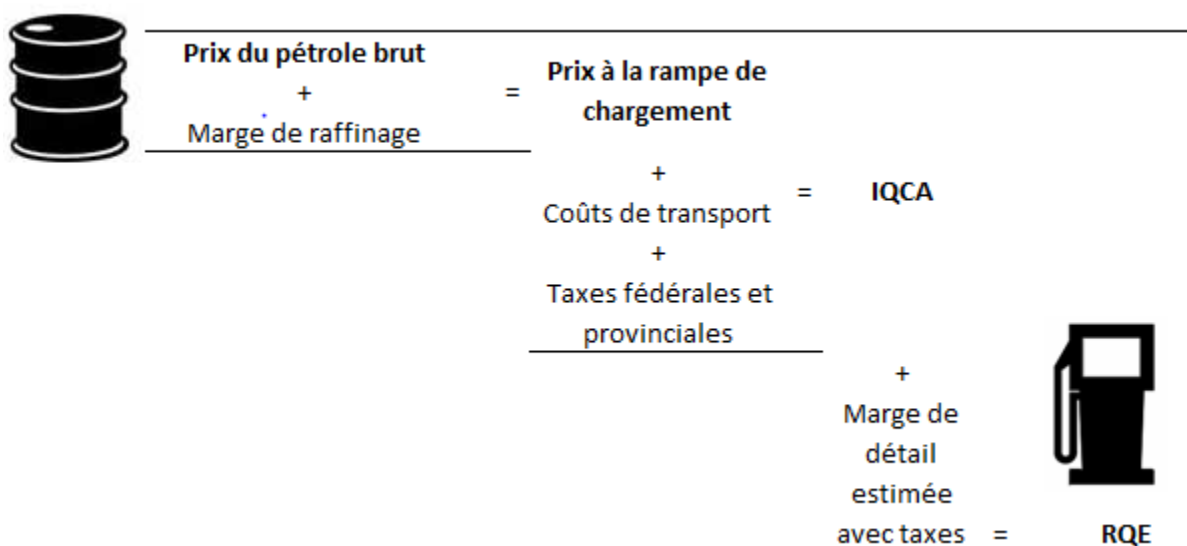 Prix du pétrole brut
+
Marge de raffinage
=
Prix à la rampe de
chargement
+
Coûts de transport
+
Taxes fédérales et
provinciales
=
IQCA
+
Marge de
détail
estimée
avec taxes
=
RQE